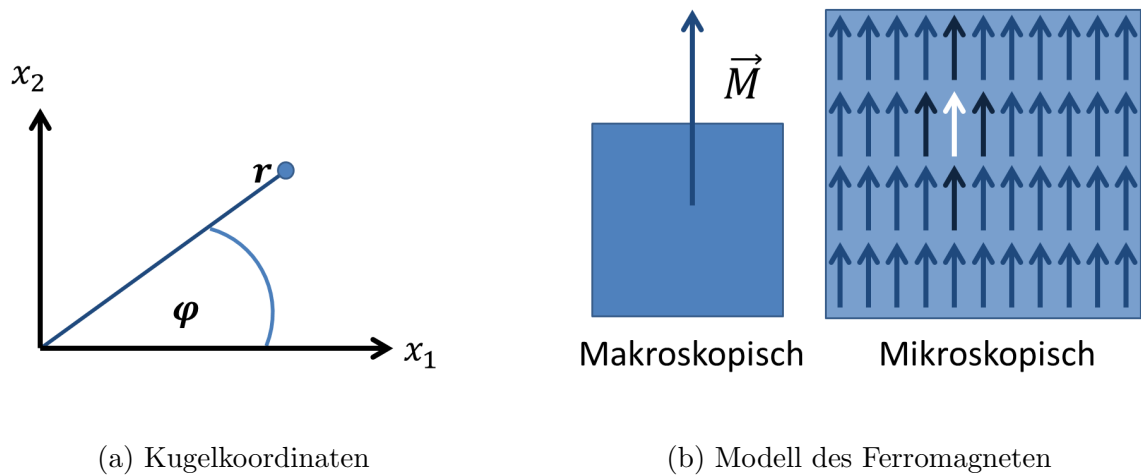 x₂
r
φ
x₁
(a) Kugelkoordinaten
M⃗
Makroskopisch
Mikroskopisch
(b) Modell des Ferromagneten